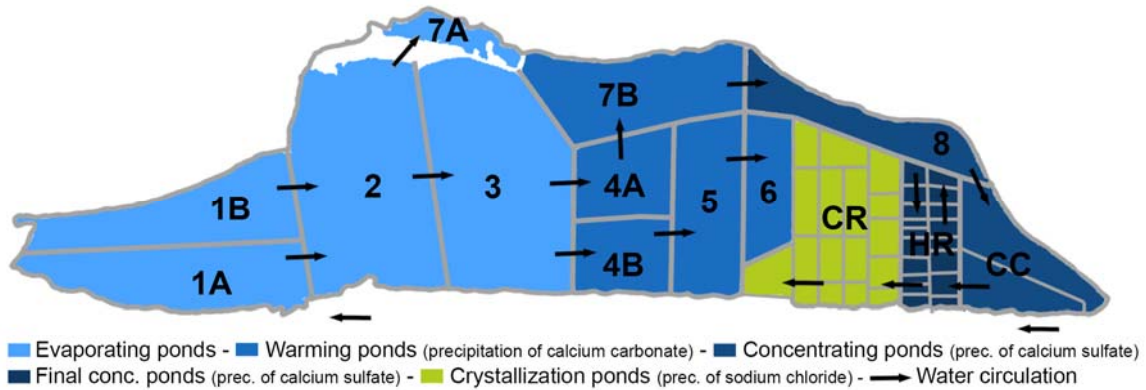 7A
7B
8
1B
2
3
4A
5
6
CR
HR
CC
4B
1A
Evaporating ponds - Warming ponds (precipitation of calcium carbonate) - Concentrating ponds (prec. of calcium sulfate)
Final conc. ponds (prec. of calcium sulfate) - Crystallization ponds (prec. of sodium chloride) - Water circulation